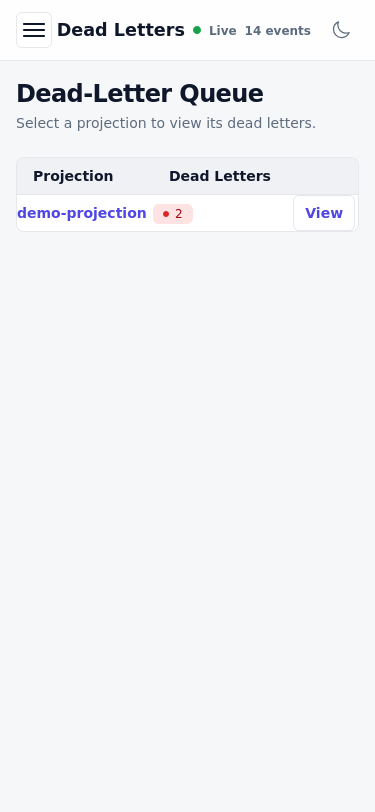 Dead Letters Live 14 events
Dead-Letter Queue
Select a projection to view its dead letters.
Projection Dead Letters
demo-projection 2 View